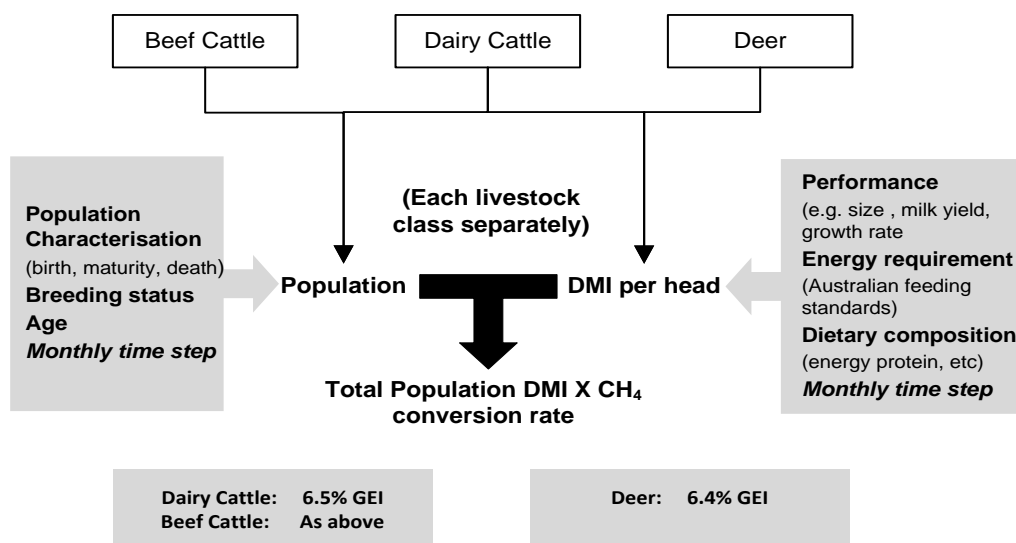 Beef Cattle
Dairy Cattle
Deer
(Each livestock
class separately)
Population
Characterisation
(birth, maturity, death)
Breeding status
Age
Monthly time step
Population
DMI per head
Performance
(e.g. size , milk yield,
growth rate
Energy requirement
(Australian feeding
standards)
Dietary composition
(energy protein, etc)
Monthly time step
Total Population DMI X CH₄
conversion rate
Dairy Cattle: 6.5% GEI
Beef Cattle: As above
Deer: 6.4% GEI